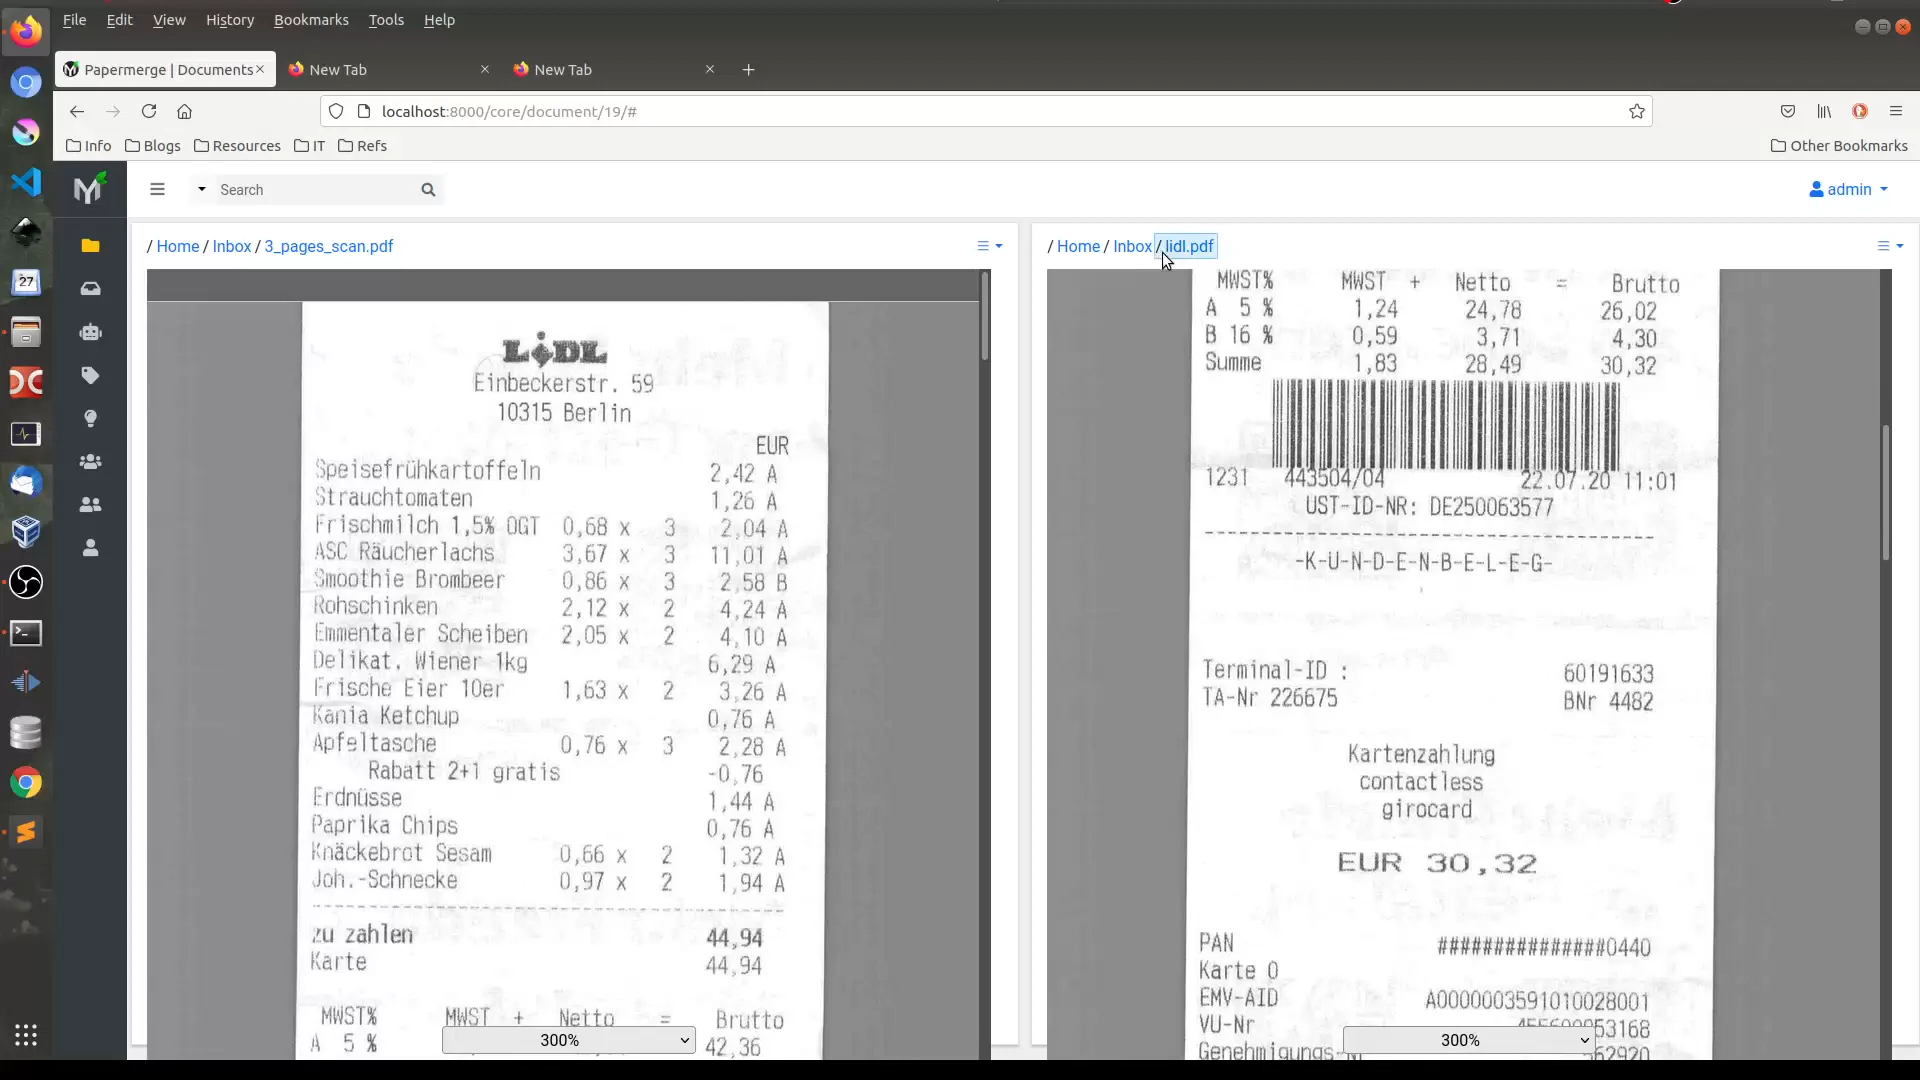 File Edit View History Bookmarks Tools Help
Papermerge | Documents
New Tab
New Tab
localhost:8000/core/document/19/#
Info Blogs Resources IT Refs
Other Bookmarks
Search
admin
27
/ Home / Inbox / 3_pages_scan.pdf
LiDL
Einbeckerstr. 59
10315 Berlin
EUR
Speisefrühkartoffeln 2,42 A
Strauchtomaten 1,26 A
Frischmilch 1,5% OGT 0,68 x 3 2,04 A
ASC Räucherlachs 3,67 x 3 11,01 A
Smoothie Brombeer 0,86 x 3 2,58 B
Rohschinken 2,12 x 2 4,24 A
Emmentaler Scheiben 2,05 x 2 4,10 A
Delikat. Wiener 1kg 6,29 A
Frische Eier 10er 1,63 x 2 3,26 A
Kania Ketchup 0,76 A
Apfeltasche 0,76 x 3 2,28 A
Rabatt 2+1 gratis -0,76
Erdnüsse 1,44 A
Paprika Chips 0,76 A
Knäckebrot Sesam 0,66 x 2 1,32 A
Joh.-Schnecke 0,97 x 2 1,94 A
zu zahlen 44,94
Karte 44,94
MWST% MWST + Netto = Brutto
A 5 % 42,36
300%
/ Home / Inbox / lidl.pdf
MWST% MWST + Netto = Brutto
A 5 % 1,24 24,78 26,02
B 16 % 0,59 3,71 4,30
Summe 1,83 28,49 30,32
1231 443504/04 22.07.20 11:01
UST-ID-NR: DE250063577
-K-U-N-D-E-N-B-E-L-E-G-
Terminal-ID : 60191633
TA-Nr 226675 BNr 4482
Kartenzahlung
contactless
girocard
EUR 30,32
PAN ###############0440
Karte 0
EMV-AID A0000003591010028001
VU-Nr
300%